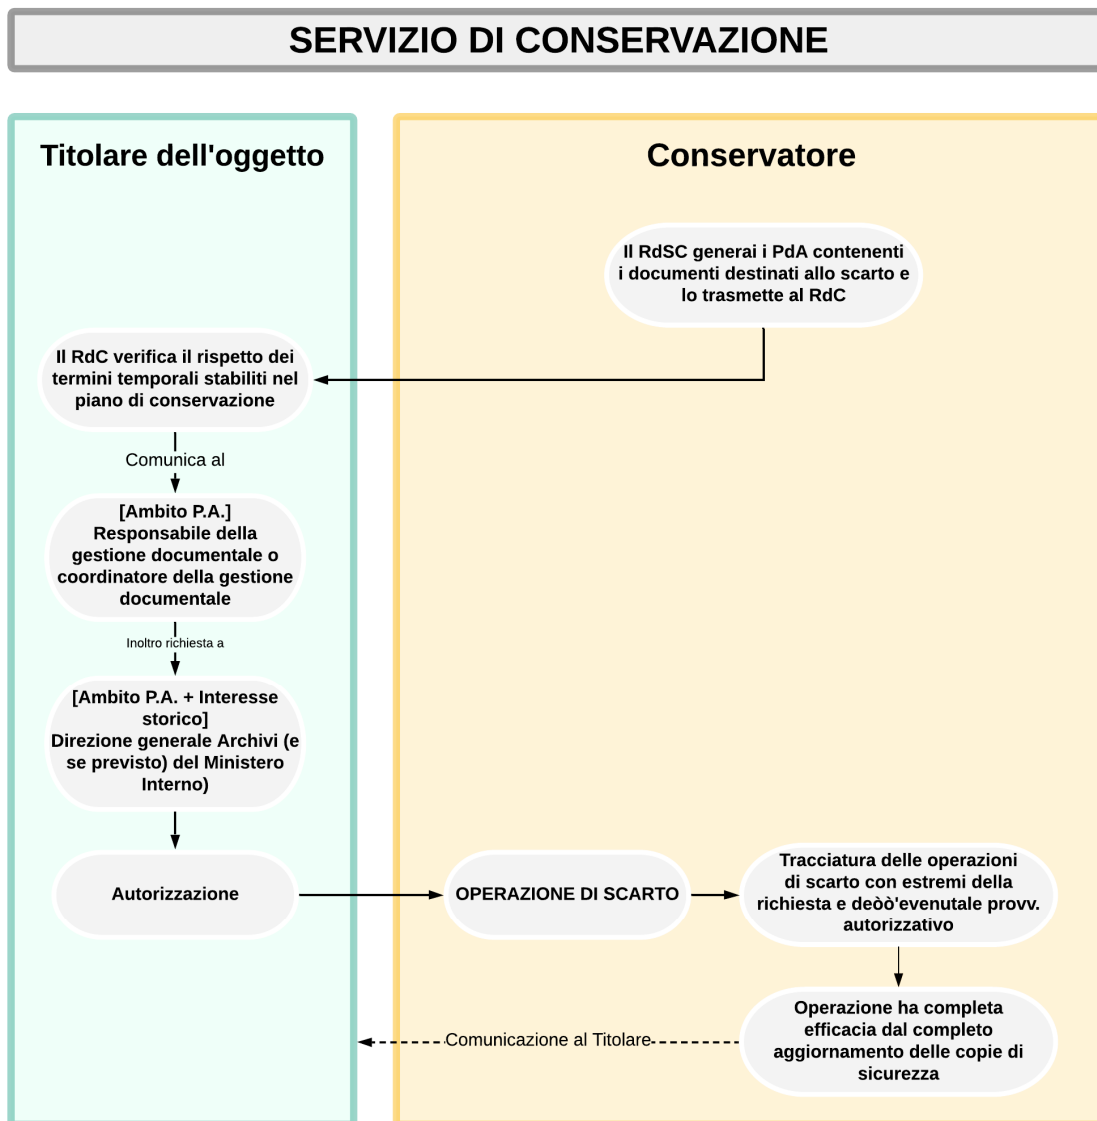 SERVIZIO DI CONSERVAZIONE
Titolare dell'oggetto
Conservatore
Il RdSC generai i PdA contenenti
i documenti destinati allo scarto e
lo trasmette al RdC
Il RdC verifica il rispetto dei
termini temporali stabiliti nel
piano di conservazione
Comunica al
[Ambito P.A.]
Responsabile della
gestione documentale o
coordinatore della gestione
documentale
Inoltro richiesta a
[Ambito P.A. + Interesse
storico]
Direzione generale Archivi (e
se previsto) del Ministero
Interno)
Autorizzazione
OPERAZIONE DI SCARTO
Tracciatura delle operazioni
di scarto con estremi della
richiesta e deòò'evenutale provv.
autorizzativo
Operazione ha completa
efficacia dal completo
aggiornamento delle copie di
sicurezza
Comunicazione al Titolare